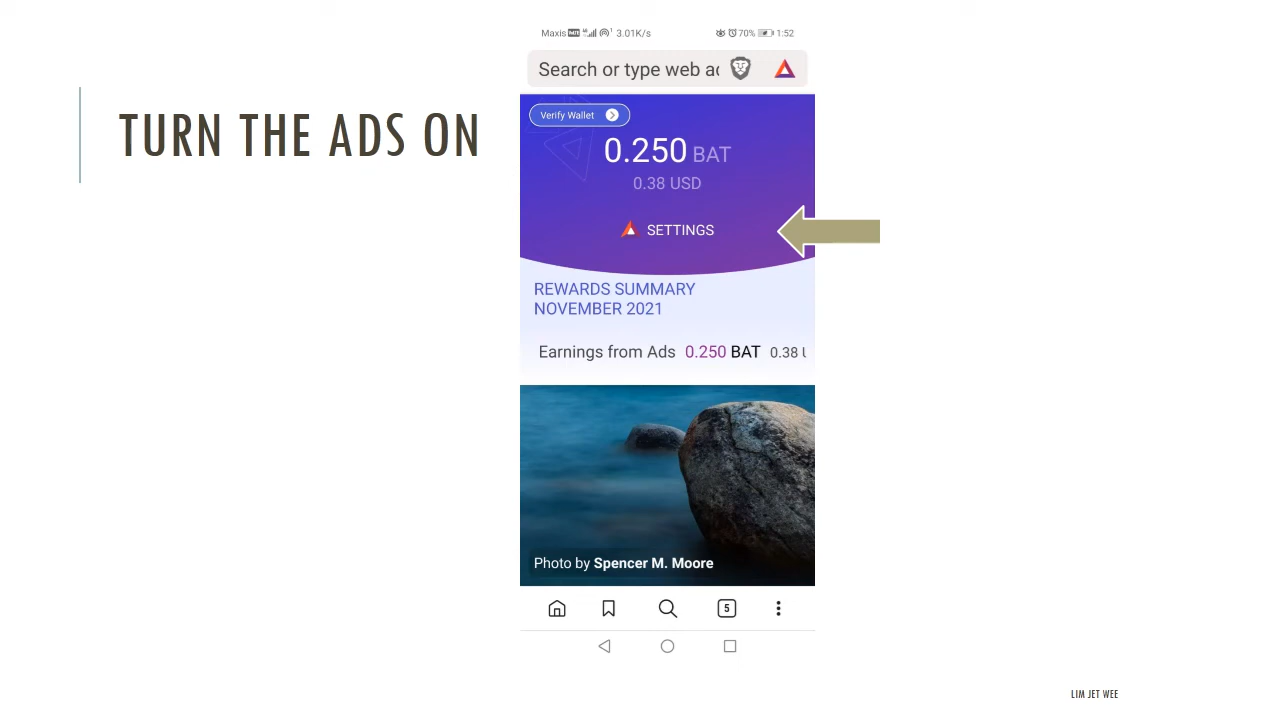 TURN THE ADS ON
Maxis 3.01K/s 70% 1:52
Search or type web ad
Verify Wallet
0.250 BAT
0.38 USD
SETTINGS
REWARDS SUMMARY
NOVEMBER 2021
Earnings from Ads 0.250 BAT 0.38 U
Photo by Spencer M. Moore
5
LIM JET WEE